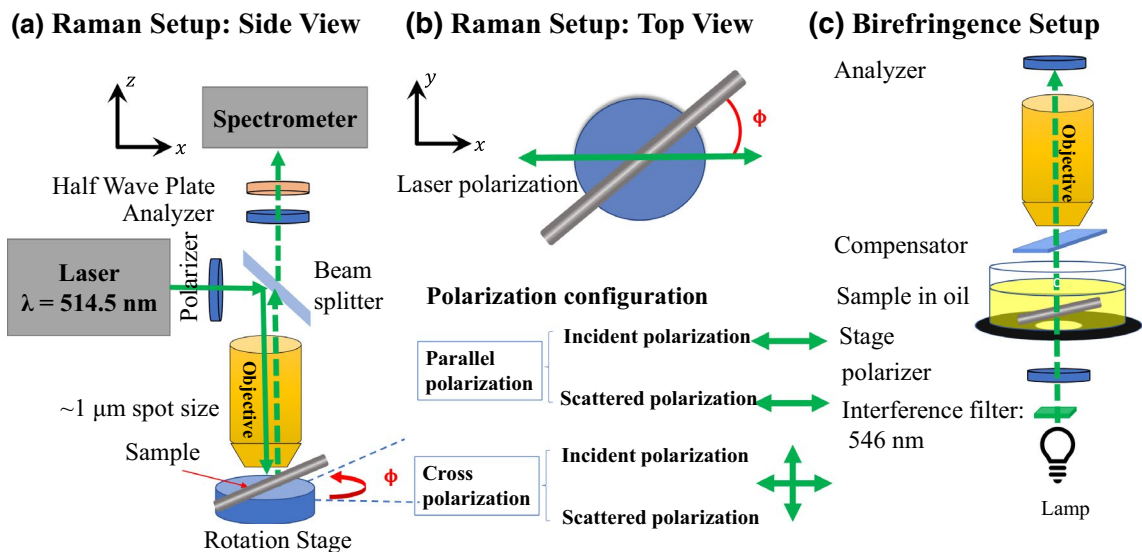 (a) Raman Setup: Side View
z
x
Spectrometer
Half Wave Plate
Analyzer
Polarizer
Laser
λ = 514.5 nm
Beam
splitter
Objective
~1 μm spot size
Sample
ϕ
Rotation Stage
(b) Raman Setup: Top View
y
x
ϕ
Laser polarization
Polarization configuration
Parallel
polarization
Incident polarization
Scattered polarization
Cross
polarization
Incident polarization
Scattered polarization
(c) Birefringence Setup
Analyzer
Objective
Compensator
Sample in oil
Stage
polarizer
Interference filter:
546 nm
Lamp